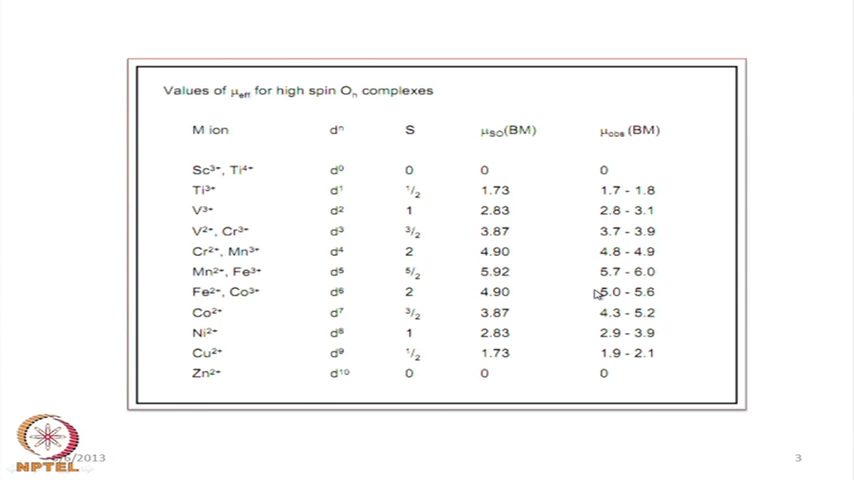 Values of μeff for high spin Oh complexes
M ion dⁿ S μSO(BM) μobs (BM)
Sc³⁺, Ti⁴⁺ d⁰ 0 0 0
Ti³⁺ d¹ ¹/₂ 1.73 1.7 - 1.8
V³⁺ d² 1 2.83 2.8 - 3.1
V²⁺, Cr³⁺ d³ ³/₂ 3.87 3.7 - 3.9
Cr²⁺, Mn³⁺ d⁴ 2 4.90 4.8 - 4.9
Mn²⁺, Fe³⁺ d⁵ ⁵/₂ 5.92 5.7 - 6.0
Fe²⁺, Co³⁺ d⁶ 2 4.90 5.0 - 5.6
Co²⁺ d⁷ ³/₂ 3.87 4.3 - 5.2
Ni²⁺ d⁸ 1 2.83 2.9 - 3.9
Cu²⁺ d⁹ ¹/₂ 1.73 1.9 - 2.1
Zn²⁺ d¹⁰ 0 0 0
/6/2013 3
NPTEL